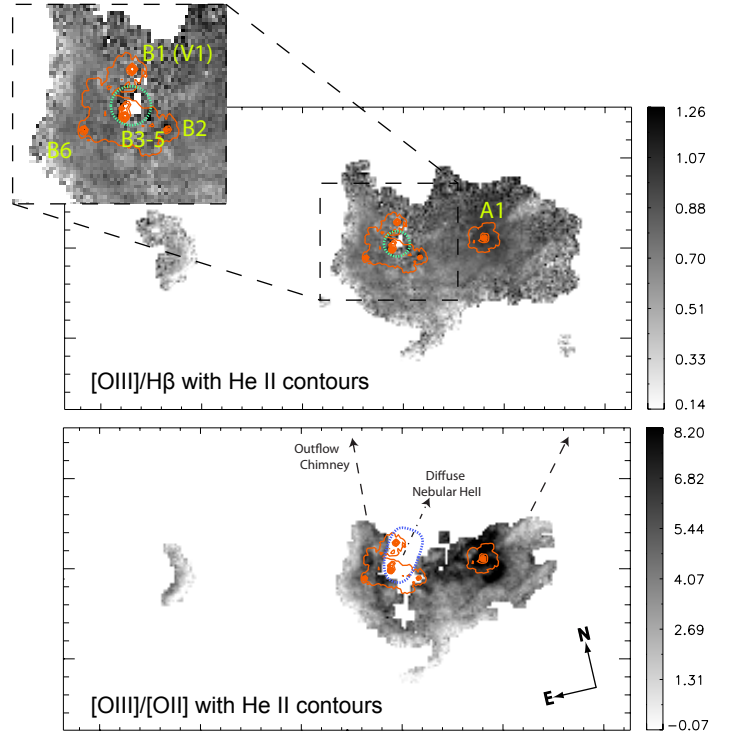 B1 (V1)
B2
B3-5
B6
A1
[OIII]/Hβ with He II contours
1.26
1.07
0.88
0.70
0.51
0.33
0.14
Outflow
Chimney
Diffuse
Nebular HeII
N
E
[OIII]/[OII] with He II contours
8.20
6.82
5.44
4.07
2.69
1.31
−0.07